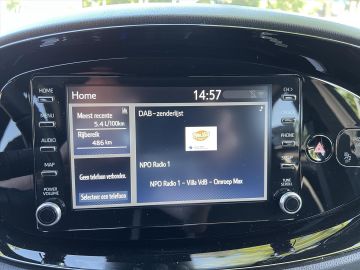 Home
14:57
Meest recente
5.4 L/100km
Rijbereik
486 km
Geen telefoon verbonden.
Selecteer een telefoon
DAB-zenderlijst
NPO Radio 1
NPO Radio 1 - Villa VdB - Omroep Max
HOME
MENU
AUDIO
MAP
POWER
VOLUME
CH >
PHONE
SETUP
TUNE
SCROLL